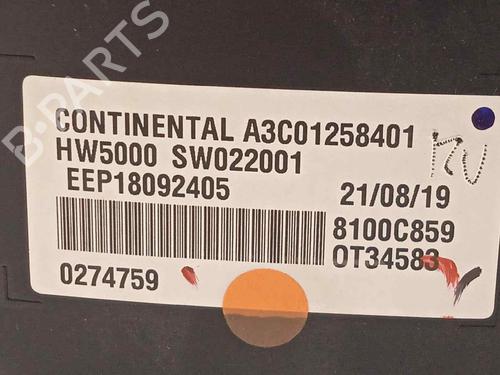 B-PARTS
CONTINENTAL A3C01258401
HW5000 SW022001
EEP18092405 21/08/19
8100C859
OT34583
0274759